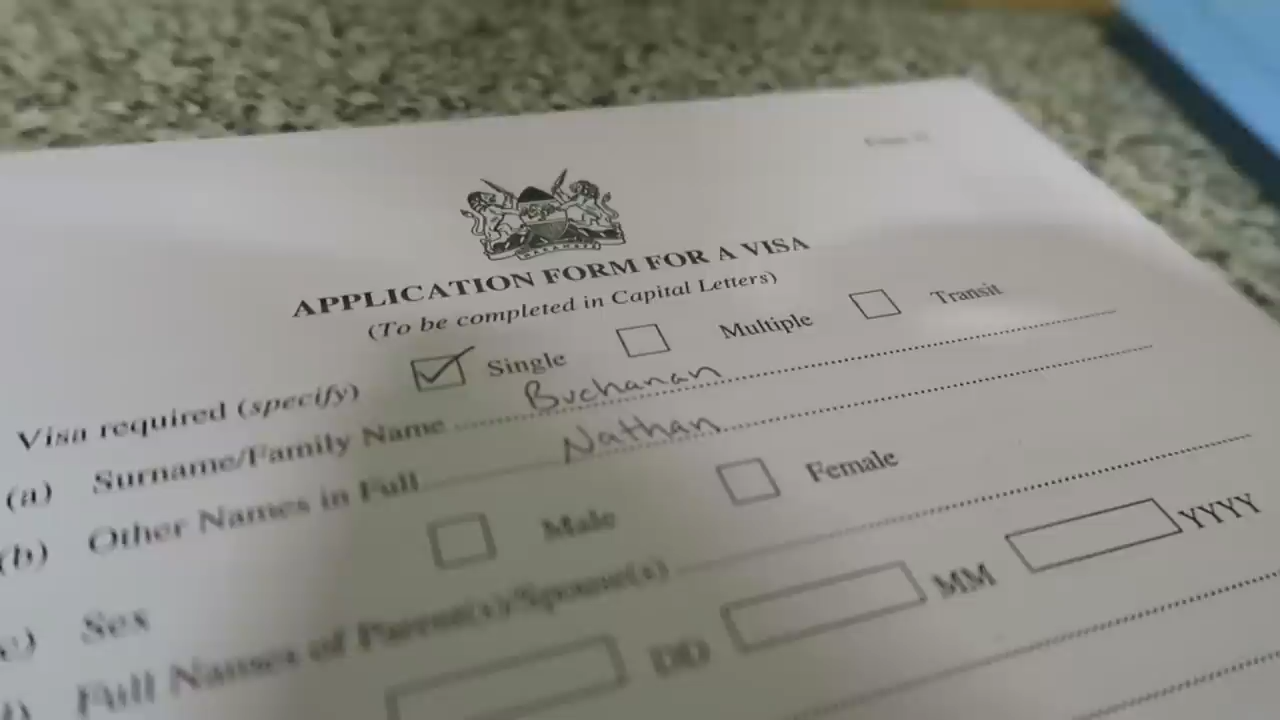 APPLICATION FORM FOR A VISA
(To be completed in Capital Letters)
Visa required (specify) Single Multiple Transit
(a) Surname/Family Name Buchanan
(b) Other Names in Full Nathan
Sex Male Female
Full Names of Parent(s)/Spouse(s)
DD MM YYYY